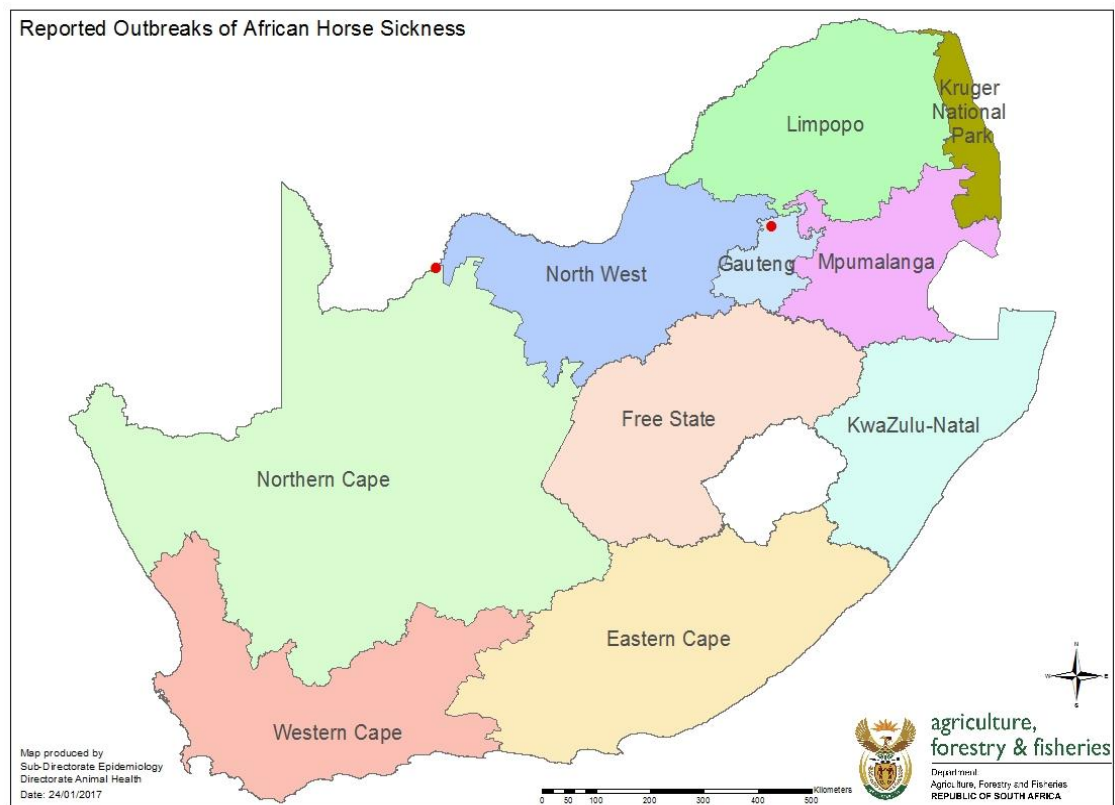 Reported Outbreaks of African Horse Sickness
Kruger
National
Park
Limpopo
North West
Gauteng
Mpumalanga
Free State
KwaZulu-Natal
Northern Cape
Eastern Cape
Western Cape
N
W
E
S
Map produced by
Sub-Directorate Epidemiology
Directorate Animal Health
Date: 24/01/2017
Kilometers
0 50 100 200 300 400 500
agriculture,
forestry & fisheries
Department:
Agriculture, Forestry and Fisheries
REPUBLIC OF SOUTH AFRICA